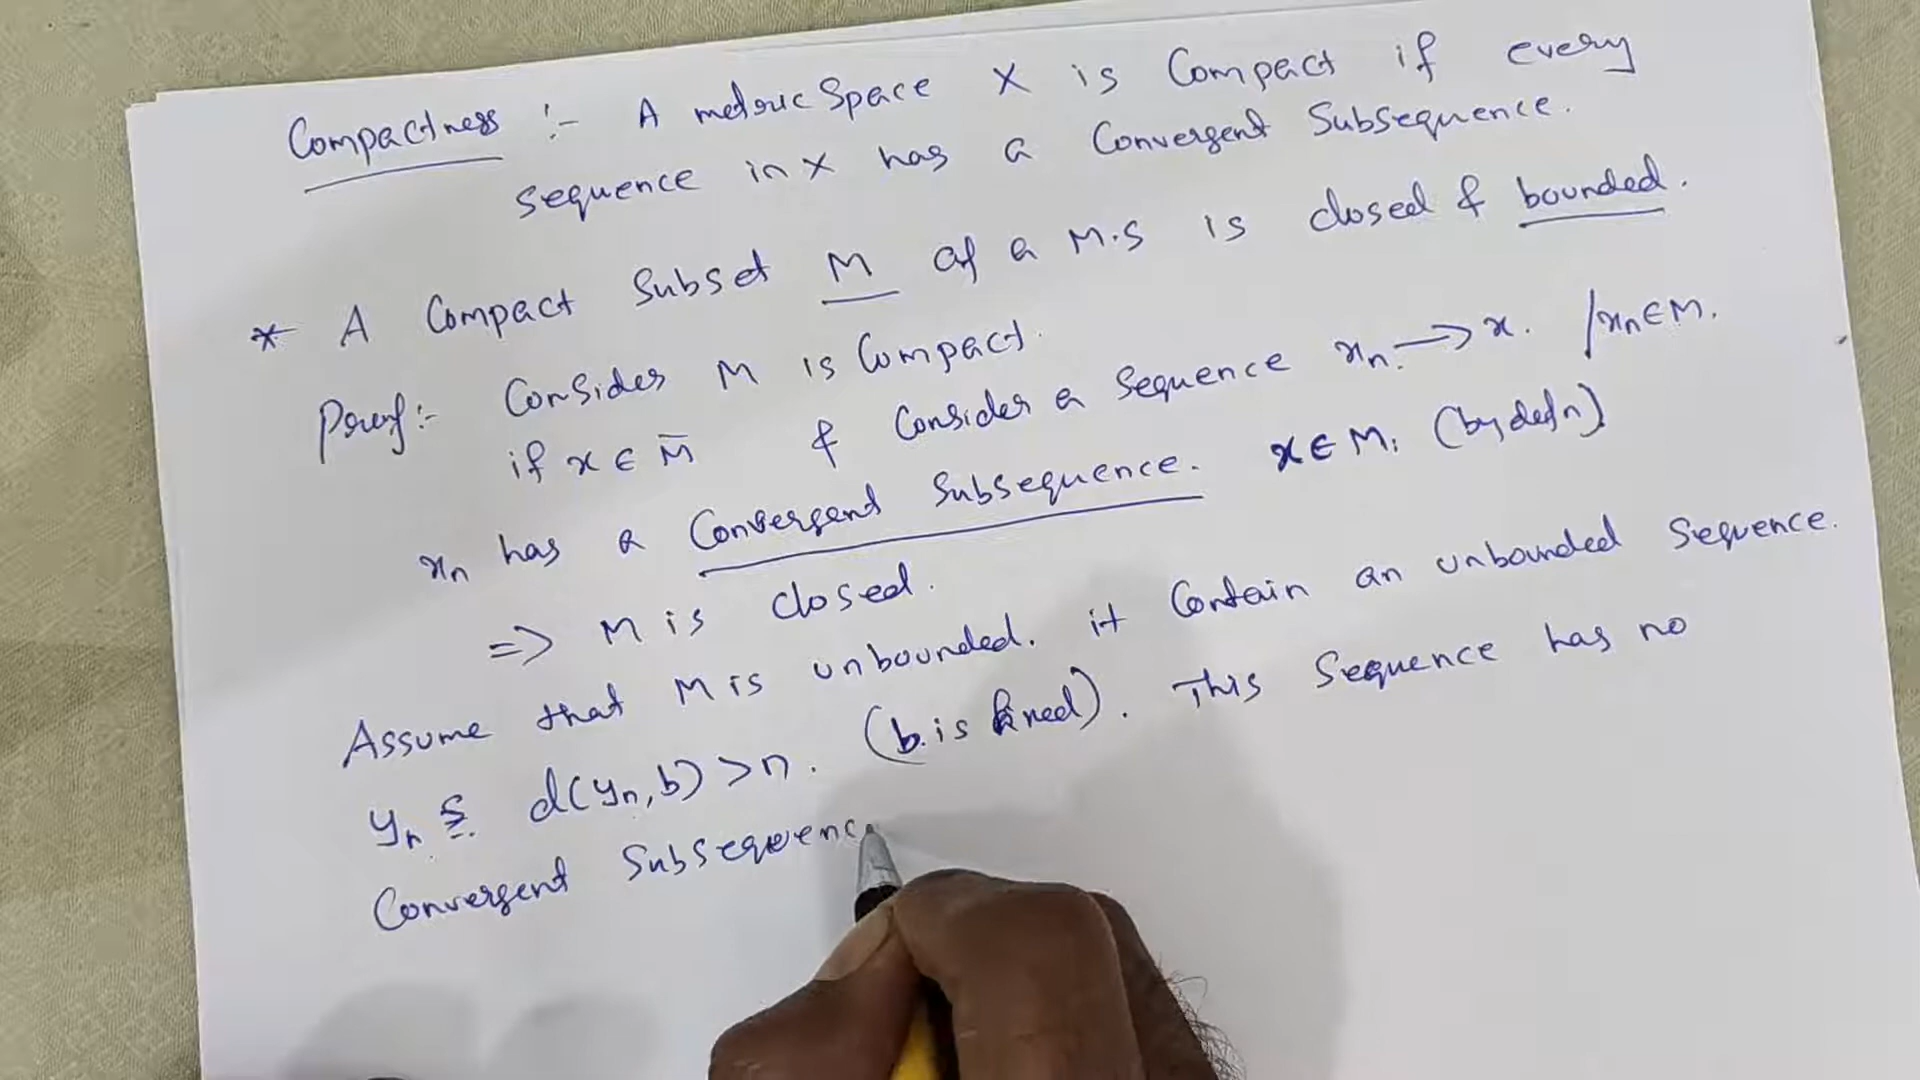 Compactness :- A metric Space X is Compact if every
sequence in X has a Convergent Subsequence.
* A Compact Subset M of a M.S is closed & bounded.
Proof:- Consider M is Compact.
if x ∈ M̄ & Consider a Sequence xₙ → x. / xₙ ∈ M.
xₙ has a Convergent Subsequence. x ∈ M. (by defn)
=> M is closed.
Assume that M is unbounded. it Contain an unbounded Sequence.
yₙ d(yₙ, b) > n. (b is fixed). This Sequence has no
Convergent Subsequenc